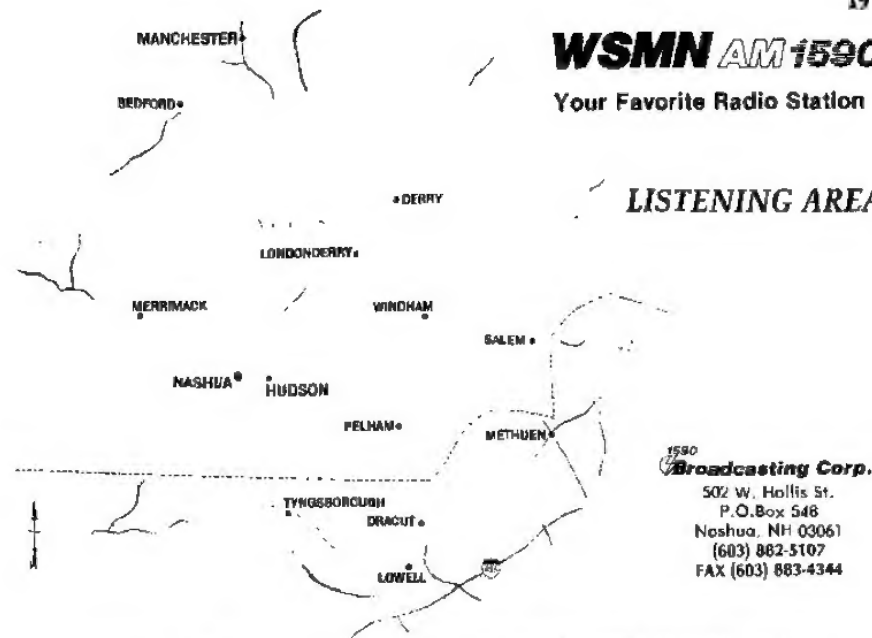 19
WSMN AM 1590
Your Favorite Radio Station
LISTENING AREA
MANCHESTER
BEDFORD
DERRY
LONDONDERRY
MERRIMACK
WINDHAM
SALEM
NASHUA
HUDSON
PELHAM
METHUEN
TYNGSBOROUGH
DRACUT
LOWELL
1590
Broadcasting Corp.
502 W. Hollis St.
P.O.Box 548
Nashua, NH 03061
(603) 882-5107
FAX (603) 883-4344